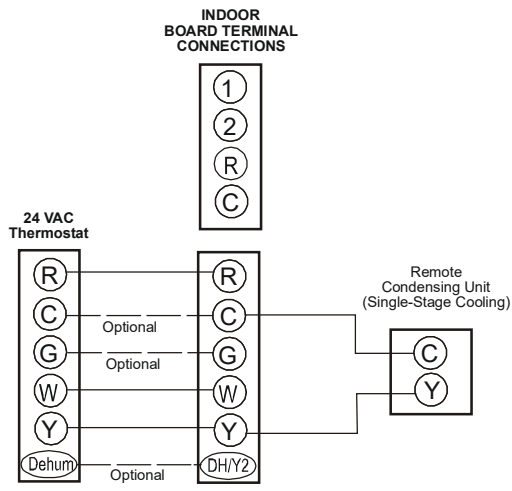 INDOOR
BOARD TERMINAL
CONNECTIONS
1
2
R
C
24 VAC
Thermostat
R
C
G
W
Y
Dehum
Optional
Optional
Optional
R
C
G
W
Y
DH/Y2
Remote
Condensing Unit
(Single-Stage Cooling)
C
Y